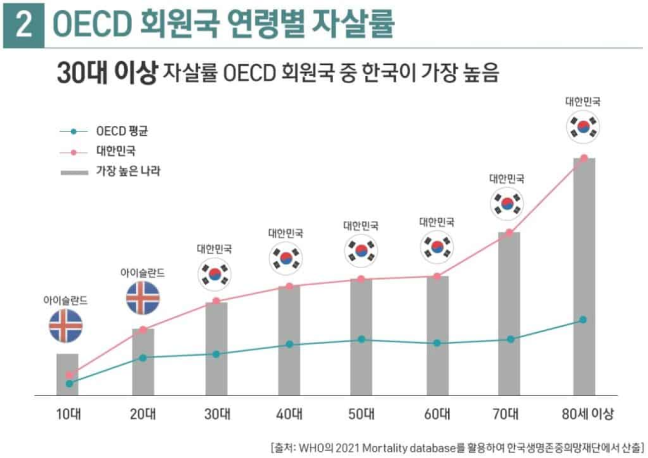 2 OECD 회원국 연령별 자살률
30대 이상 자살률 OECD 회원국 중 한국이 가장 높음
OECD 평균
대한민국
가장 높은 나라
아이슬란드
아이슬란드
대한민국
대한민국
대한민국
대한민국
대한민국
대한민국
10대 20대 30대 40대 50대 60대 70대 80세 이상
[출처: WHO의 2021 Mortality database를 활용하여 한국생명존중희망재단에서 산출]